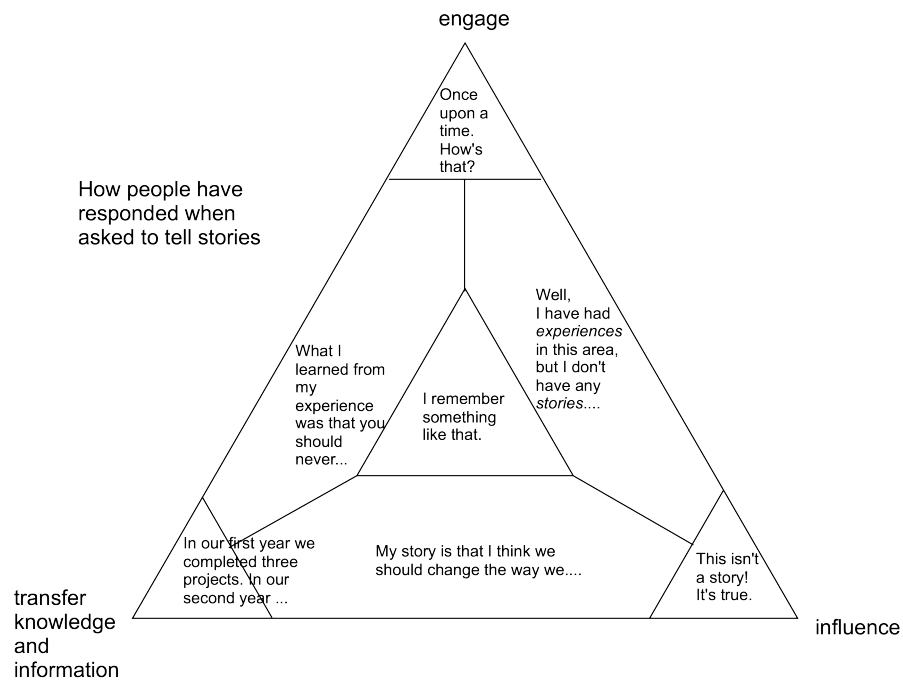 engage
Once
upon a
time.
How's
that?
How people have
responded when
asked to tell stories
Well,
I have had
experiences
in this area,
but I don't
have any
stories....
What I
learned from
my
experience
was that you
should
never...
I remember
something
like that.
In our first year we
completed three
projects. In our
second year ...
My story is that I think we
should change the way we....
This isn't
a story!
It's true.
transfer
knowledge
and
information
influence